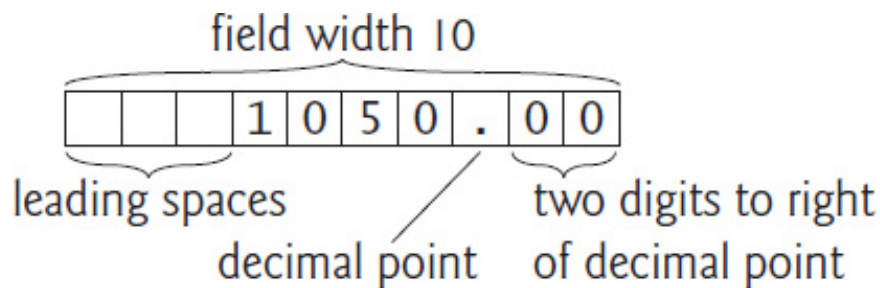 field width 10
1050.00
leading spaces
two digits to right
of decimal point
decimal point